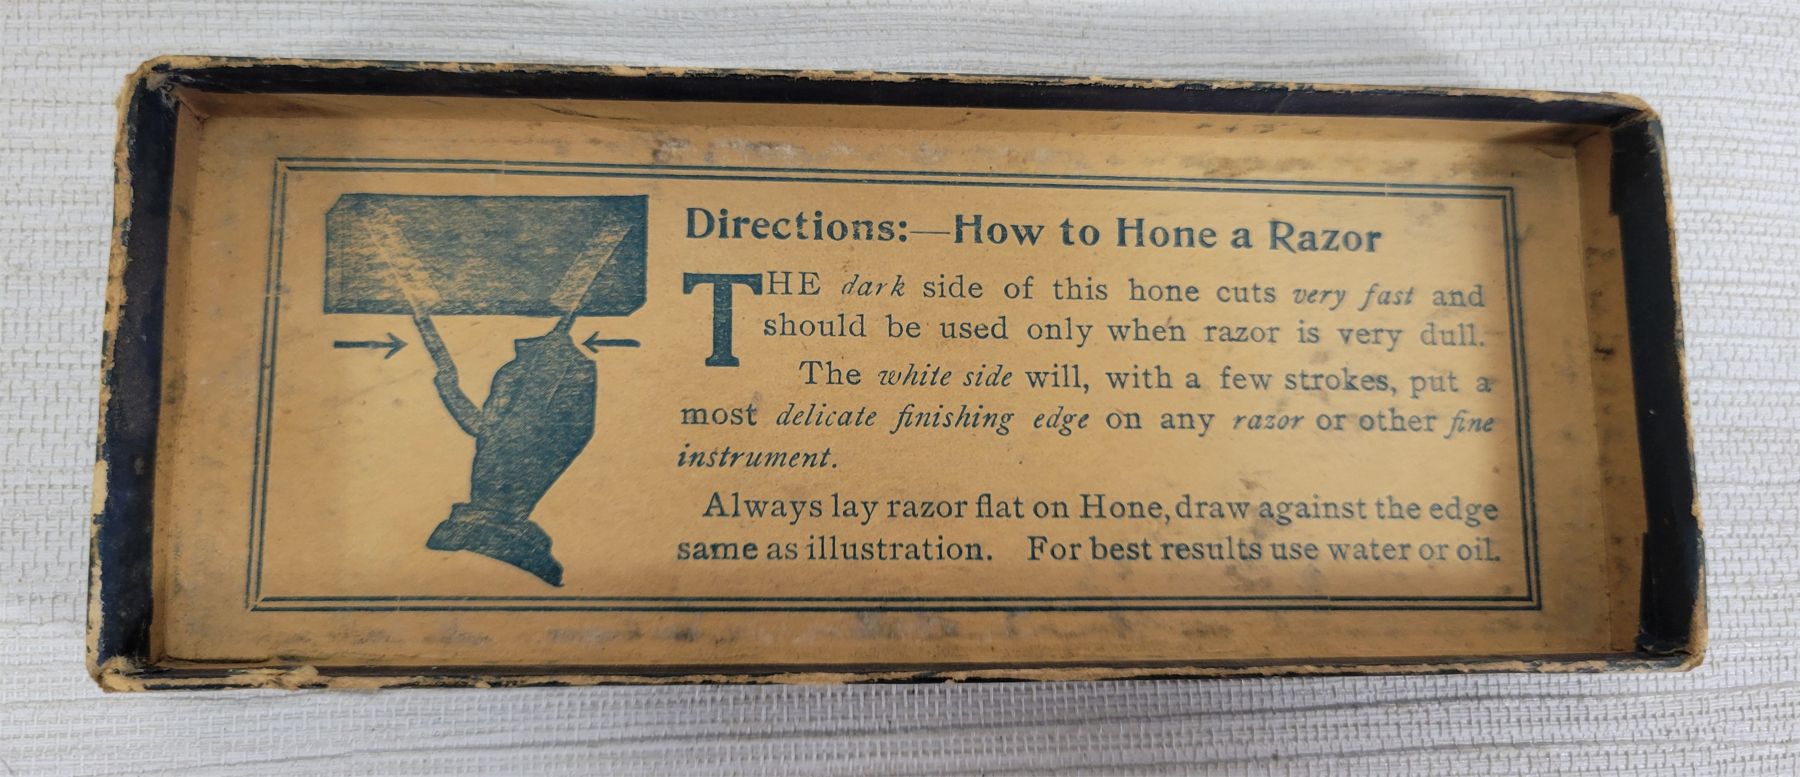 Directions:—How to Hone a Razor
THE dark side of this hone cuts very fast and
should be used only when razor is very dull.
The white side will, with a few strokes, put a
most delicate finishing edge on any razor or other fine
instrument.
Always lay razor flat on Hone, draw against the edge
same as illustration. For best results use water or oil.